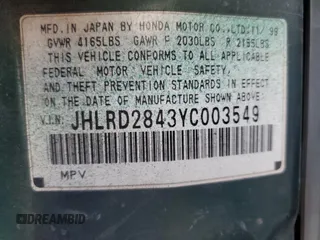 MFD. IN JAPAN BY HONDA MOTOR CO., LTD. 11/99
GVWR 4165LBS GAWR F 2030LBS R 2165LBS
THIS VEHICLE CONFORMS TO ALL APPLICABLE
FEDERAL MOTOR VEHICLE SAFETY,
AND THEFT PREVENTION STANDARDS IN EFFECT
ON THE DATE OF MANUFACTURE SHOWN ABOVE.
V.I.N: JHLRD2843YC003549
MPV
DREAMBID